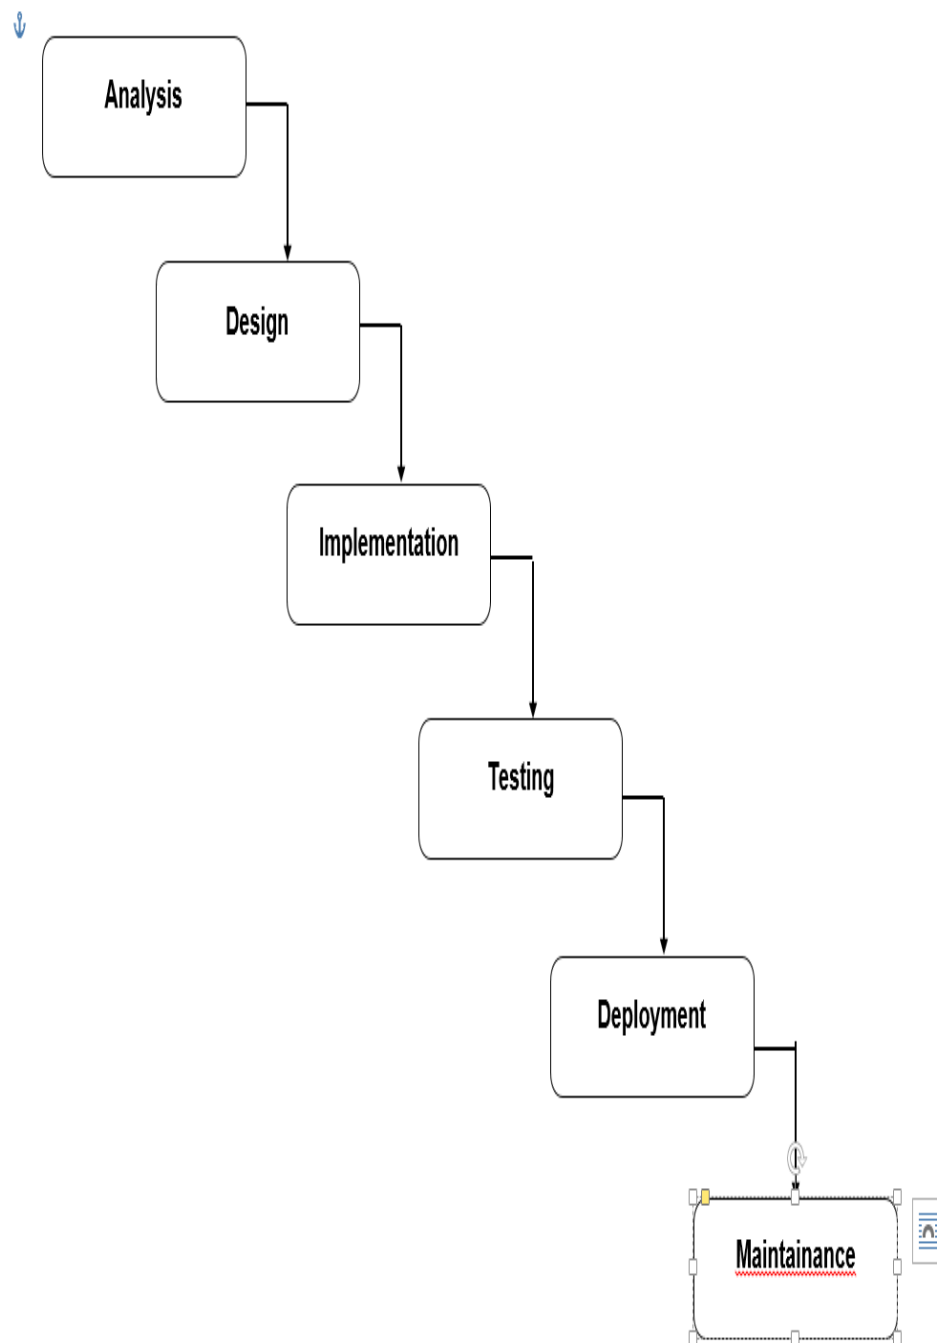 Analysis
Design
Implementation
Testing
Deployment
Maintainance